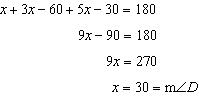 x + 3x − 60 + 5x − 30 = 180
9x − 90 = 180
9x = 270
x = 30 = m∠D